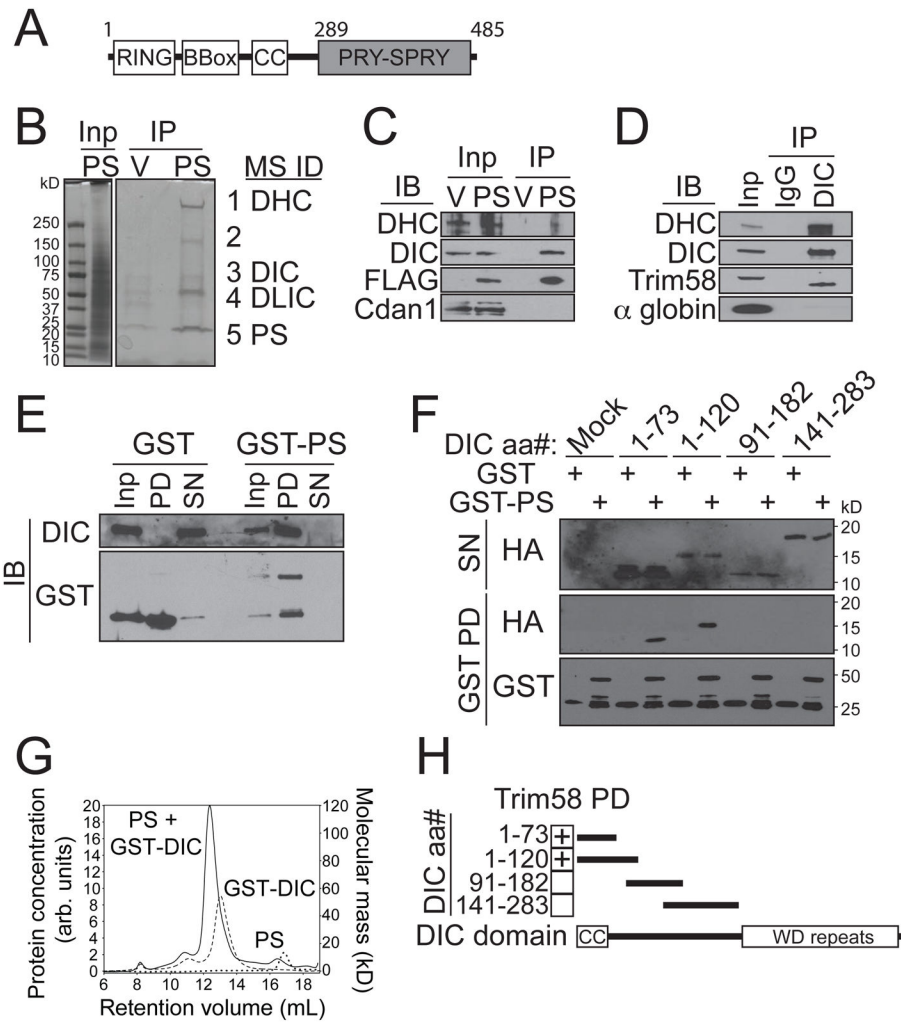 A
1 289 485
RING BBox CC PRY-SPRY
B
Inp IP
PS V PS MS ID
kD
250
150
100
75
50
37
25
20
15
10
1 DHC
2
3 DIC
4 DLIC
5 PS
C
Inp IP
IB V PS V PS
DHC
DIC
FLAG
Cdan1
D
IP
IB Inp IgG DIC
DHC
DIC
Trim58
α globin
E
GST GST-PS
Inp PD SN Inp PD SN
IB
DIC
GST
F
DIC aa#: Mock 1-73 1-120 91-182 141-283
GST + + + + +
GST-PS + + + + +
kD
SN HA
20
15
10
GST PD
HA
20
15
10
GST
50
25
G
Protein concentration
(arb. units)
20
18
16
14
12
10
8
6
4
2
0
PS +
GST-DIC
GST-DIC
PS
120
100
80
60
40
20
0
Molecular mass (kD)
6 8 10 12 14 16 18
Retention volume (mL)
H
Trim58 PD
DIC aa#
1-73 +
1-120 +
91-182
141-283
DIC domain CC WD repeats